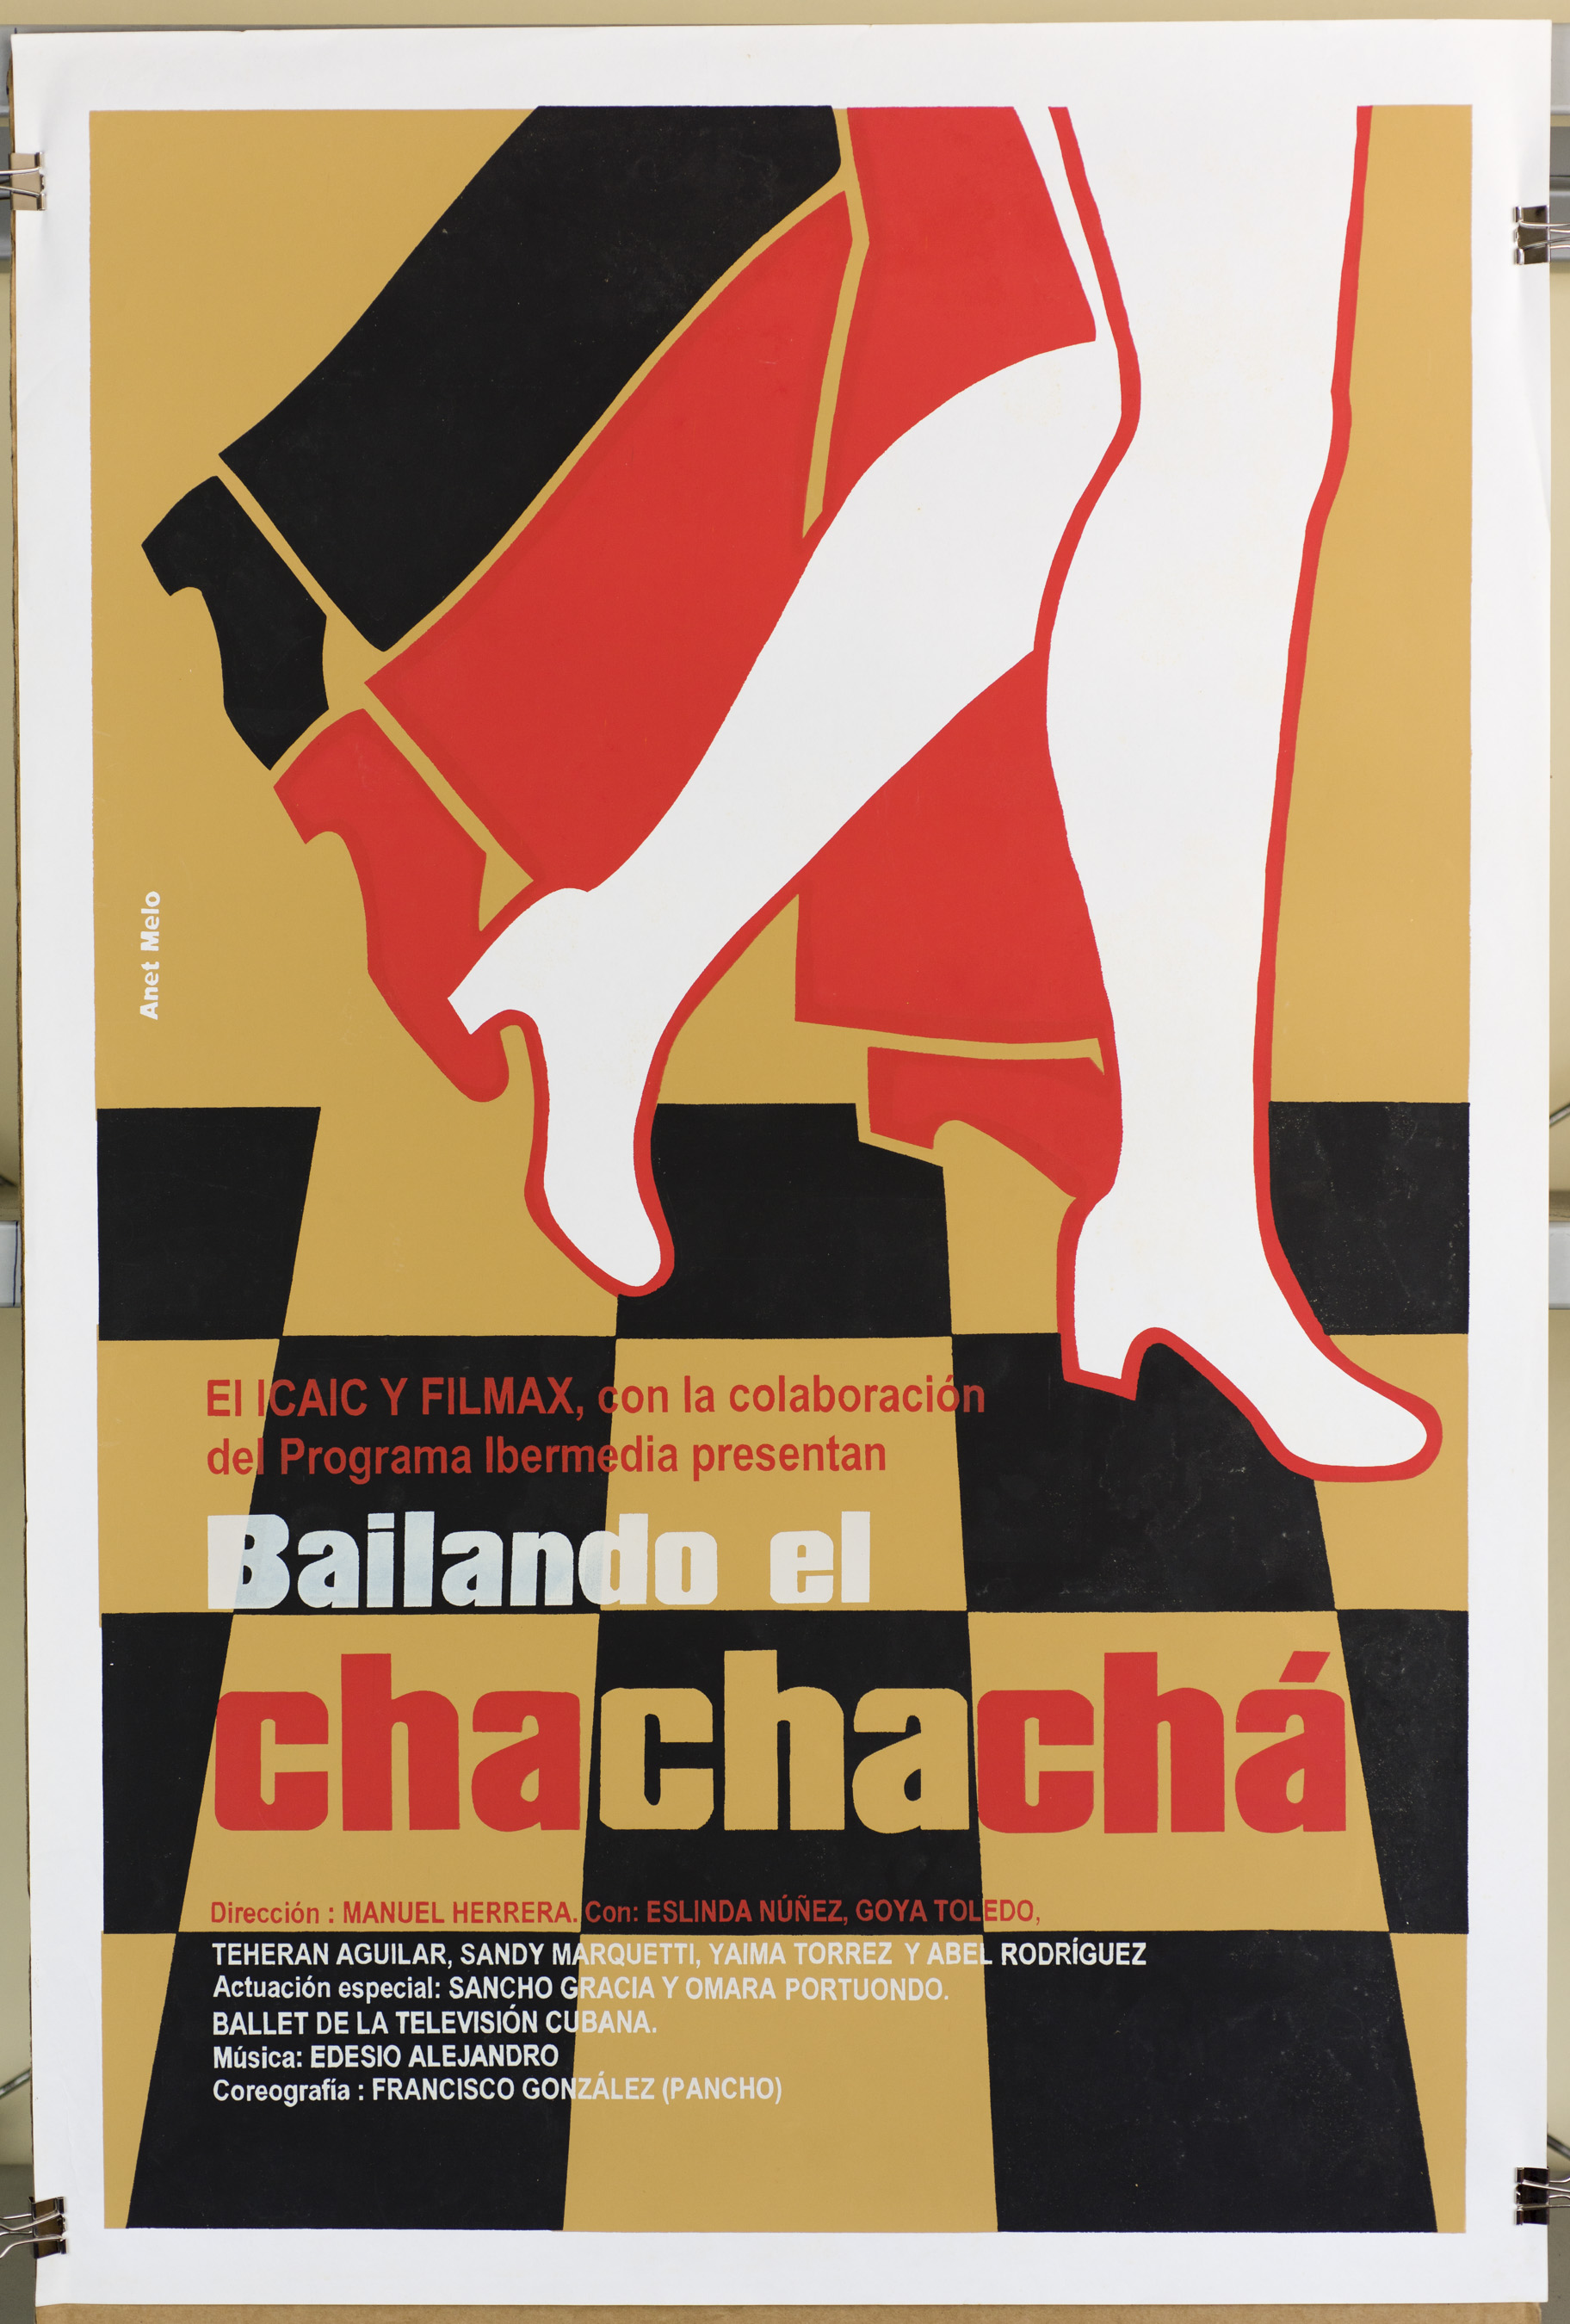 Anet Melo
El ICAIC Y FILMAX, con la colaboración
del Programa Ibermedia presentan
Bailando el
chachachá
Dirección : MANUEL HERRERA. Con: ESLINDA NÚÑEZ, GOYA TOLEDO,
TEHERAN AGUILAR, SANDY MARQUETTI, YAIMA TORREZ Y ABEL RODRÍGUEZ
Actuación especial: SANCHO GRACIA Y OMARA PORTUONDO.
BALLET DE LA TELEVISIÓN CUBANA.
Música: EDESIO ALEJANDRO
Coreografía : FRANCISCO GONZÁLEZ (PANCHO)